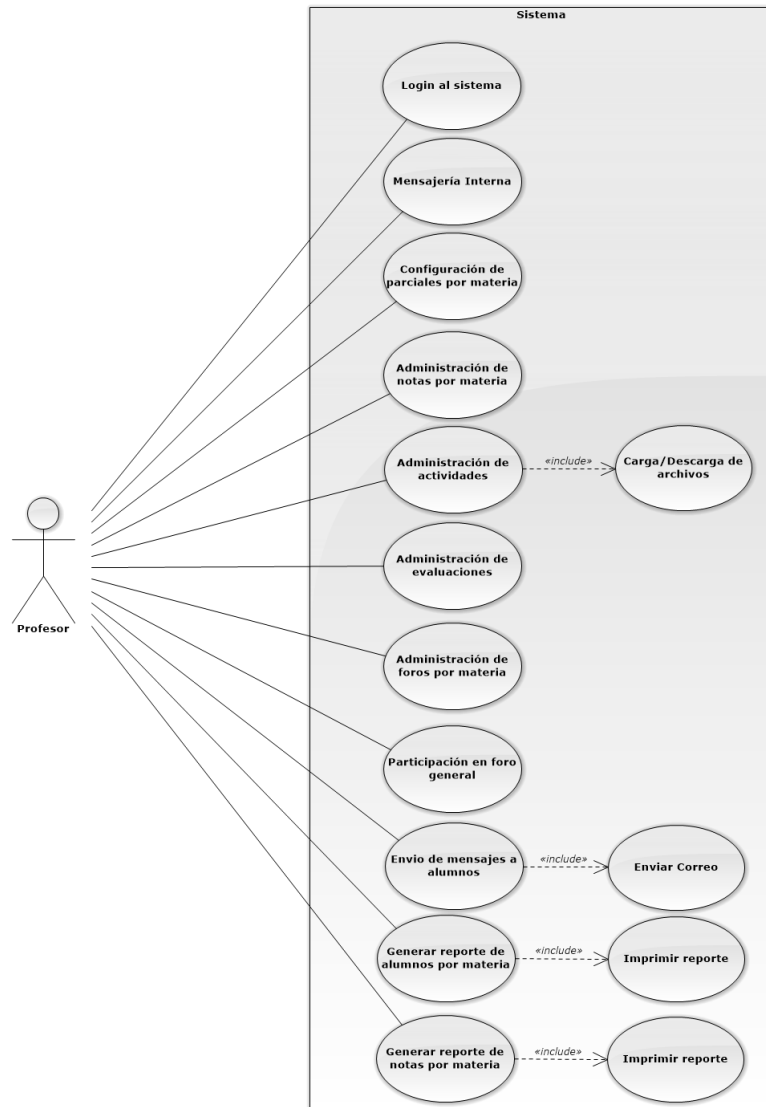 Sistema
Login al sistema
Mensajería Interna
Configuración de
parciales por materia
Administración de
notas por materia
Administración de
actividades
«include»
Carga/Descarga de
archivos
Administración de
evaluaciones
Profesor
Administración de
foros por materia
Participación en foro
general
Envio de mensajes a
alumnos
«include»
Enviar Correo
Generar reporte de
alumnos por materia
«include»
Imprimir reporte
Generar reporte de
notas por materia
«include»
Imprimir reporte